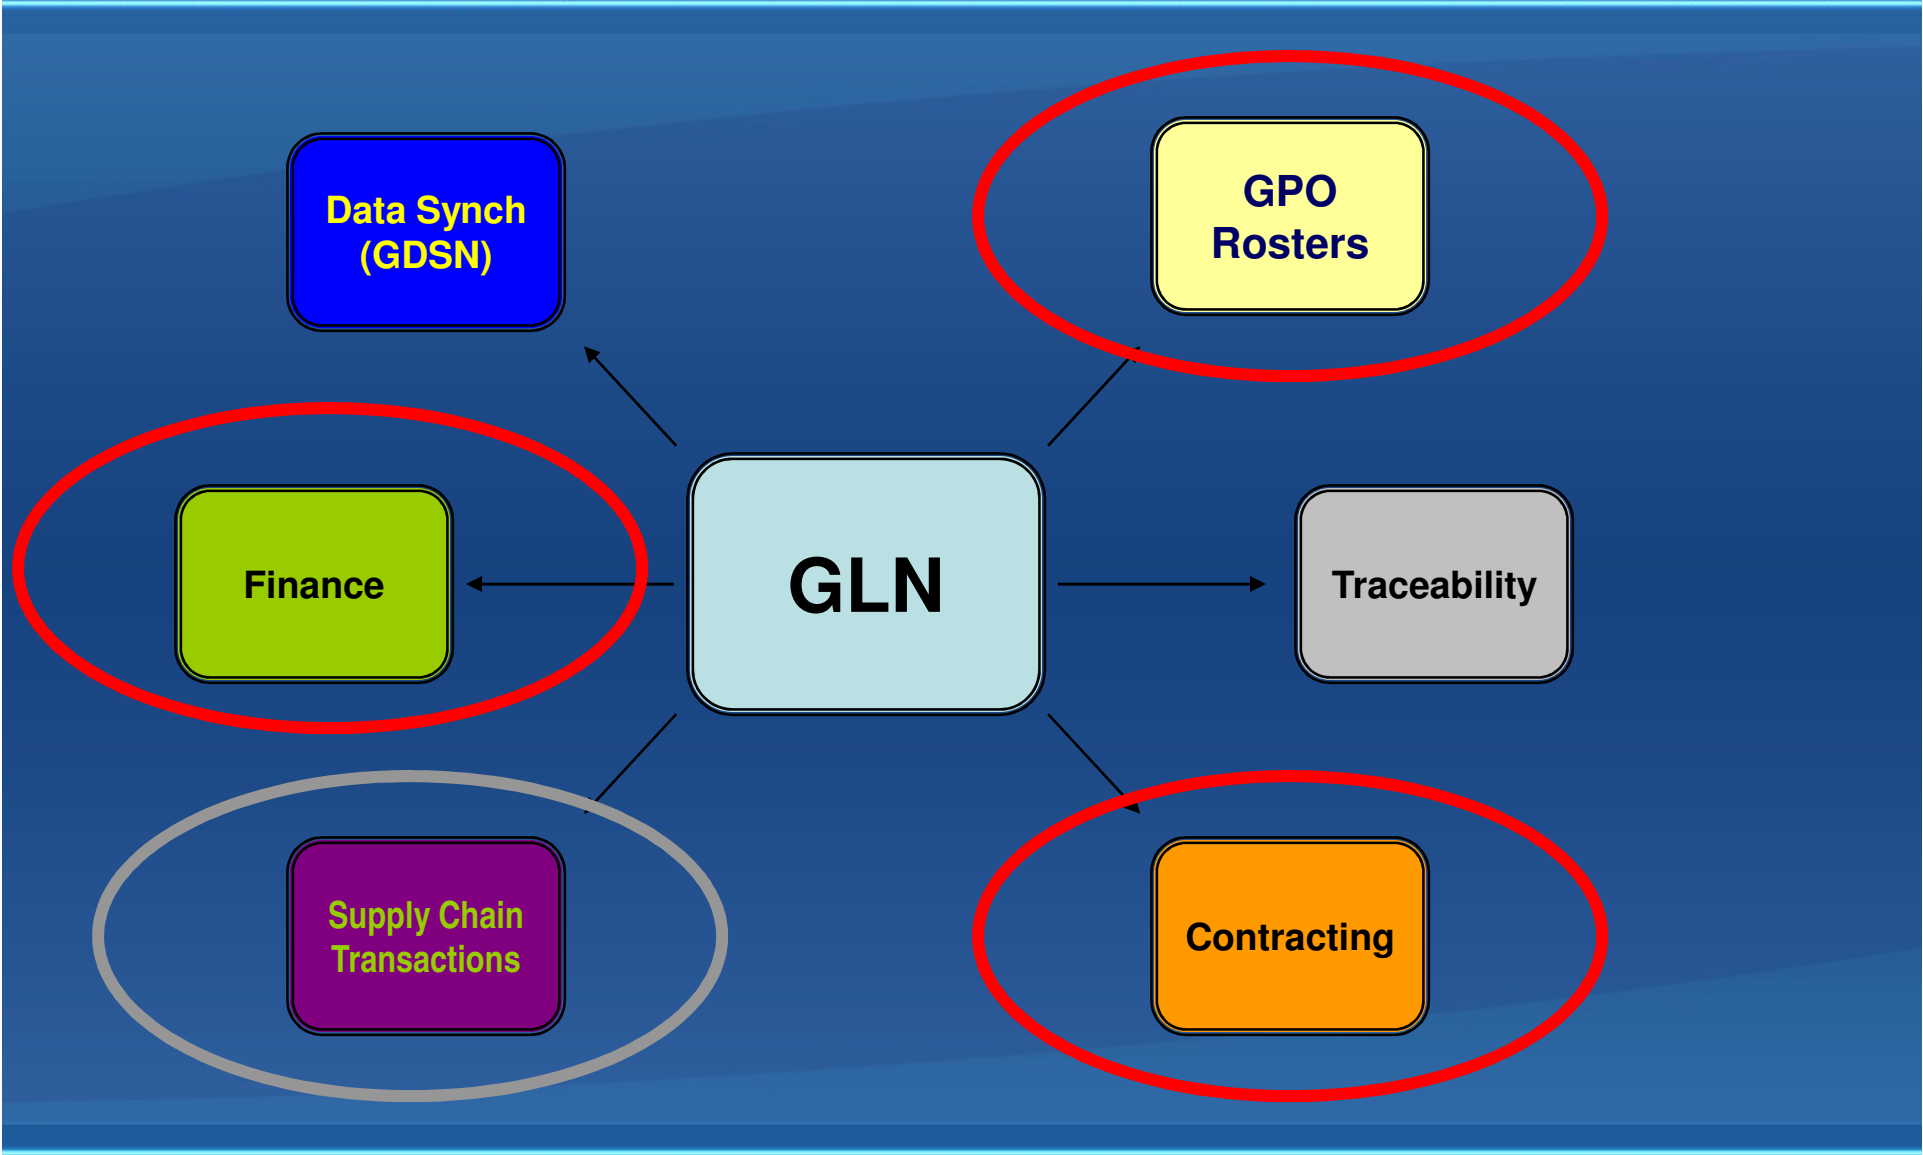 Data Synch
(GDSN)
GPO
Rosters
Finance
GLN
Traceability
Supply Chain
Transactions
Contracting